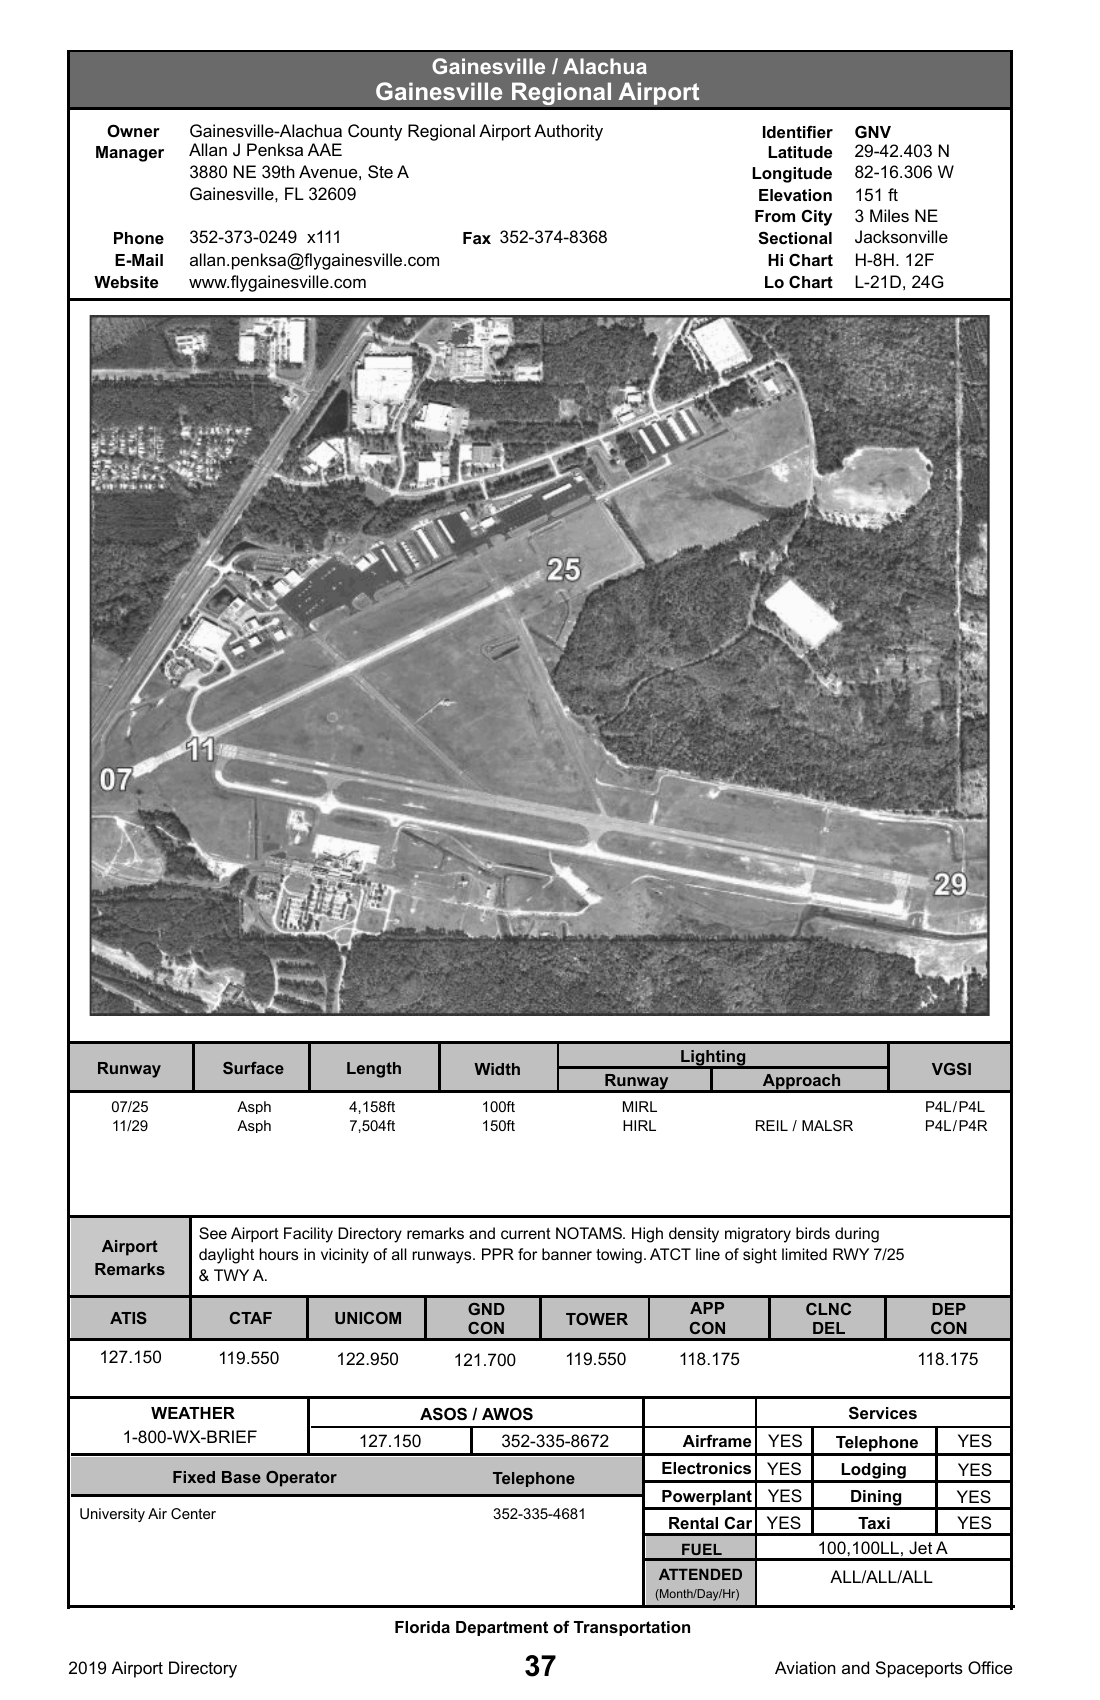 Gainesville / Alachua
Gainesville Regional Airport
Owner Gainesville-Alachua County Regional Airport Authority
Manager Allan J Penksa AAE
3880 NE 39th Avenue, Ste A
Gainesville, FL 32609
Phone 352-373-0249 x111 Fax 352-374-8368
E-Mail allan.penksa@flygainesville.com
Website www.flygainesville.com
Identifier GNV
Latitude 29-42.403 N
Longitude 82-16.306 W
Elevation 151 ft
From City 3 Miles NE
Sectional Jacksonville
Hi Chart H-8H. 12F
Lo Chart L-21D, 24G
25
11
07
29
Runway Surface Length Width Lighting VGSI
Runway Approach
07/25 Asph 4,158ft 100ft MIRL P4L/P4L
11/29 Asph 7,504ft 150ft HIRL REIL / MALSR P4L/P4R
Airport Remarks
See Airport Facility Directory remarks and current NOTAMS. High density migratory birds during
daylight hours in vicinity of all runways. PPR for banner towing. ATCT line of sight limited RWY 7/25
& TWY A.
ATIS CTAF UNICOM GND CON TOWER APP CON CLNC DEL DEP CON
127.150 119.550 122.950 121.700 119.550 118.175 118.175
WEATHER
1-800-WX-BRIEF
ASOS / AWOS
127.150 352-335-8672
Fixed Base Operator Telephone
University Air Center 352-335-4681
Services
Airframe YES Telephone YES
Electronics YES Lodging YES
Powerplant YES Dining YES
Rental Car YES Taxi YES
FUEL 100,100LL, Jet A
ATTENDED ALL/ALL/ALL
(Month/Day/Hr)
Florida Department of Transportation
2019 Airport Directory 37 Aviation and Spaceports Office